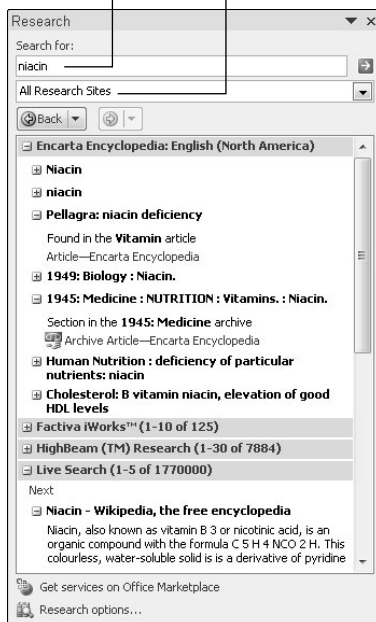 Research
Search for:
niacin
All Research Sites
Back
Encarta Encyclopedia: English (North America)
Niacin
niacin
Pellagra: niacin deficiency
Found in the Vitamin article
Article—Encarta Encyclopedia
1949: Biology : Niacin.
1945: Medicine : NUTRITION : Vitamins. : Niacin.
Section in the 1945: Medicine archive
Archive Article—Encarta Encyclopedia
Human Nutrition : deficiency of particular
nutrients: niacin
Cholesterol: B vitamin niacin, elevation of good
HDL levels
Factiva iWorks™ (1-10 of 125)
HighBeam (TM) Research (1-30 of 7884)
Live Search (1-5 of 1770000)
Next
Niacin - Wikipedia, the free encyclopedia
Niacin, also known as vitamin B 3 or nicotinic acid, is an
organic compound with the formula C 5 H 4 NCO 2 H. This
colourless, water-soluble solid is is a derivative of pyridine
Get services on Office Marketplace
Research options...